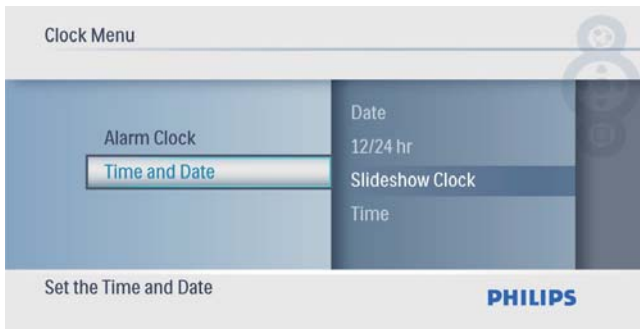 Clock Menu
Alarm Clock
Time and Date
Date
12/24 hr
Slideshow Clock
Time
Set the Time and Date
PHILIPS